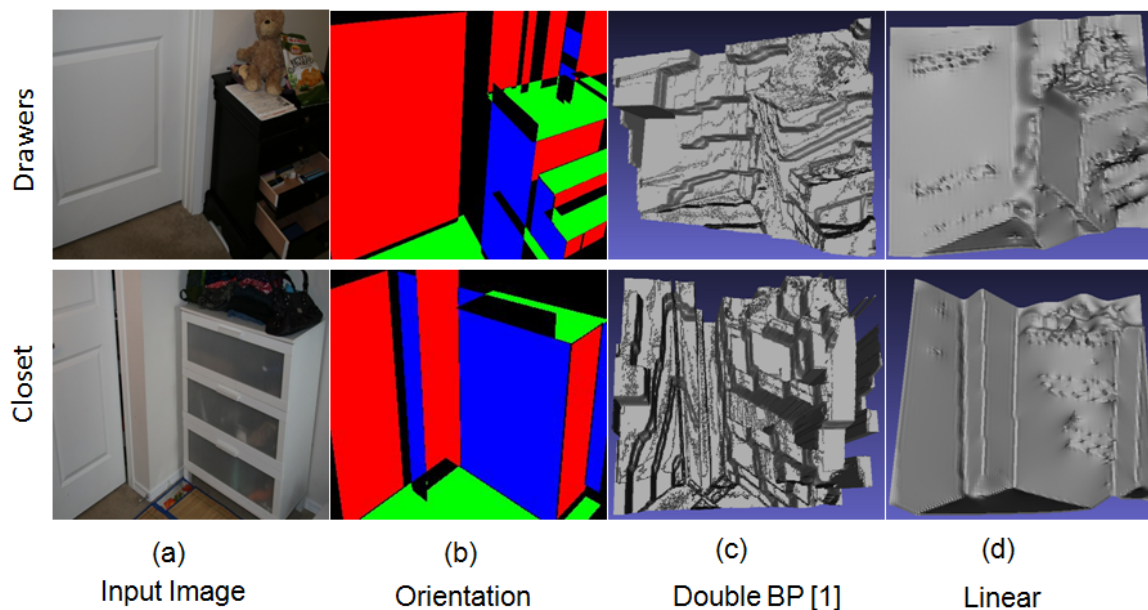 Drawers
Closet
(a) (b) (c) (d)
Input Image Orientation Double BP [1] Linear